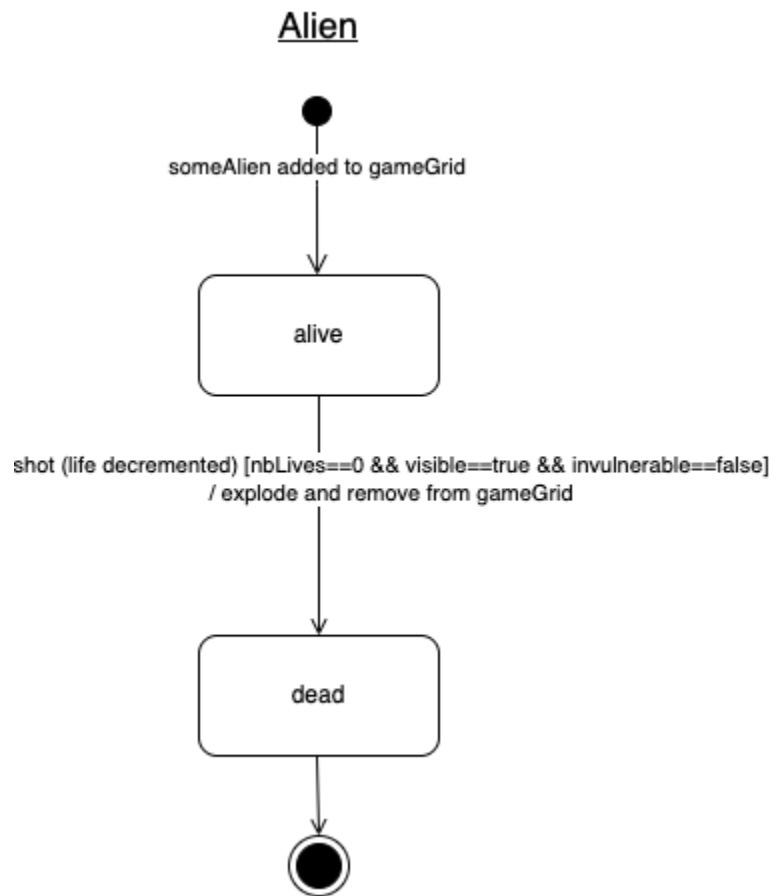 Alien
someAlien added to gameGrid
alive
shot (life decremented) [nbLives==0 && visible==true && invulnerable==false]
/ explode and remove from gameGrid
dead